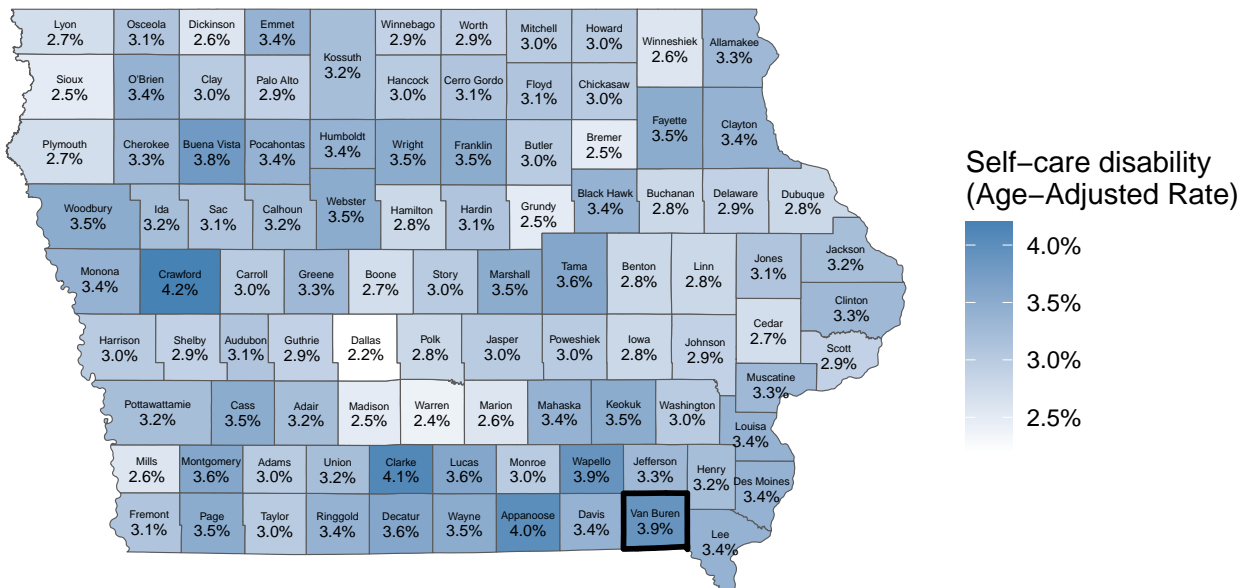 Lyon
2.7%
Osceola
3.1%
Dickinson
2.6%
Emmet
3.4%
Kossuth
3.2%
Winnebago
2.9%
Worth
2.9%
Mitchell
3.0%
Howard
3.0%
Winneshiek
2.6%
Allamakee
3.3%
Sioux
2.5%
O'Brien
3.4%
Clay
3.0%
Palo Alto
2.9%
Hancock
3.0%
Cerro Gordo
3.1%
Floyd
3.1%
Chickasaw
3.0%
Fayette
3.5%
Clayton
3.4%
Plymouth
2.7%
Cherokee
3.3%
Buena Vista
3.8%
Pocahontas
3.4%
Humboldt
3.4%
Wright
3.5%
Franklin
3.5%
Butler
3.0%
Bremer
2.5%
Woodbury
3.5%
Ida
3.2%
Sac
3.1%
Calhoun
3.2%
Webster
3.5%
Hamilton
2.8%
Hardin
3.1%
Grundy
2.5%
Black Hawk
3.4%
Buchanan
2.8%
Delaware
2.9%
Dubuque
2.8%
Monona
3.4%
Crawford
4.2%
Carroll
3.0%
Greene
3.3%
Boone
2.7%
Story
3.0%
Marshall
3.5%
Tama
3.6%
Benton
2.8%
Linn
2.8%
Jones
3.1%
Jackson
3.2%
Clinton
3.3%
Harrison
3.0%
Shelby
2.9%
Audubon
3.1%
Guthrie
2.9%
Dallas
2.2%
Polk
2.8%
Jasper
3.0%
Poweshiek
3.0%
Iowa
2.8%
Johnson
2.9%
Cedar
2.7%
Scott
2.9%
Muscatine
3.3%
Pottawattamie
3.2%
Cass
3.5%
Adair
3.2%
Madison
2.5%
Warren
2.4%
Marion
2.6%
Mahaska
3.4%
Keokuk
3.5%
Washington
3.0%
Louisa
3.4%
Mills
2.6%
Montgomery
3.6%
Adams
3.0%
Union
3.2%
Clarke
4.1%
Lucas
3.6%
Monroe
3.0%
Wapello
3.9%
Jefferson
3.3%
Henry
3.2%
Des Moines
3.4%
Fremont
3.1%
Page
3.5%
Taylor
3.0%
Ringgold
3.4%
Decatur
3.6%
Wayne
3.5%
Appanoose
4.0%
Davis
3.4%
Van Buren
3.9%
Lee
3.4%
Self−care disability
(Age−Adjusted Rate)
4.0%
3.5%
3.0%
2.5%